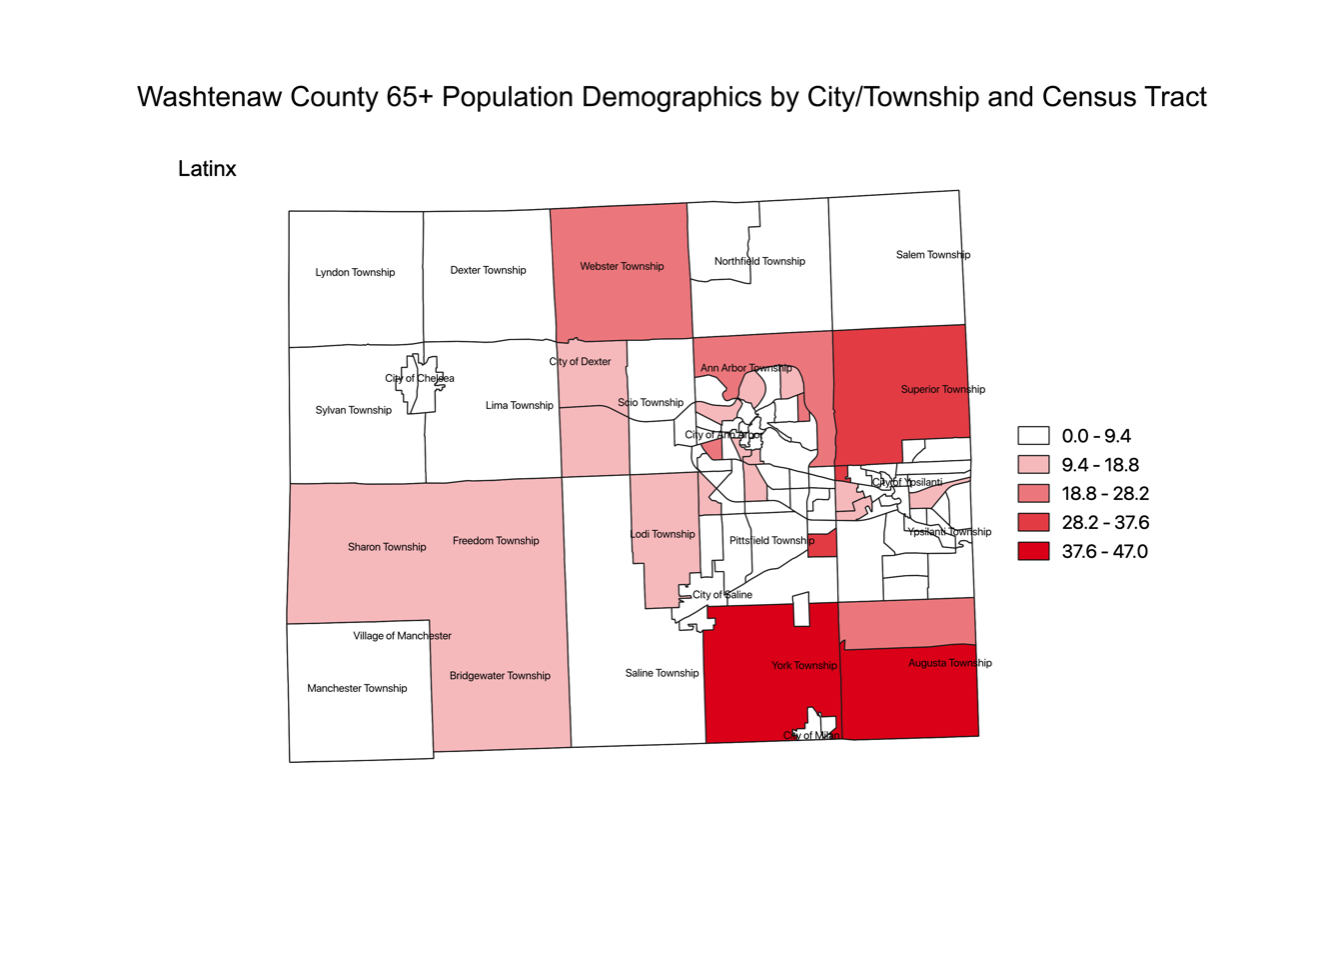 Washtenaw County 65+ Population Demographics by City/Township and Census Tract
Latinx
Lyndon Township
Dexter Township
Webster Township
Northfield Township
Salem Township
City of Dexter
Ann Arbor Township
City of Chelsea
Superior Township
Sylvan Township
Lima Township
Scio Township
City of Ann Arbor
City of Ypsilanti
Sharon Township
Freedom Township
Lodi Township
Pittsfield Township
Ypsilanti Township
City of Saline
Village of Manchester
Manchester Township
Bridgewater Township
Saline Township
York Township
Augusta Township
City of Milan
0.0 - 9.4
9.4 - 18.8
18.8 - 28.2
28.2 - 37.6
37.6 - 47.0